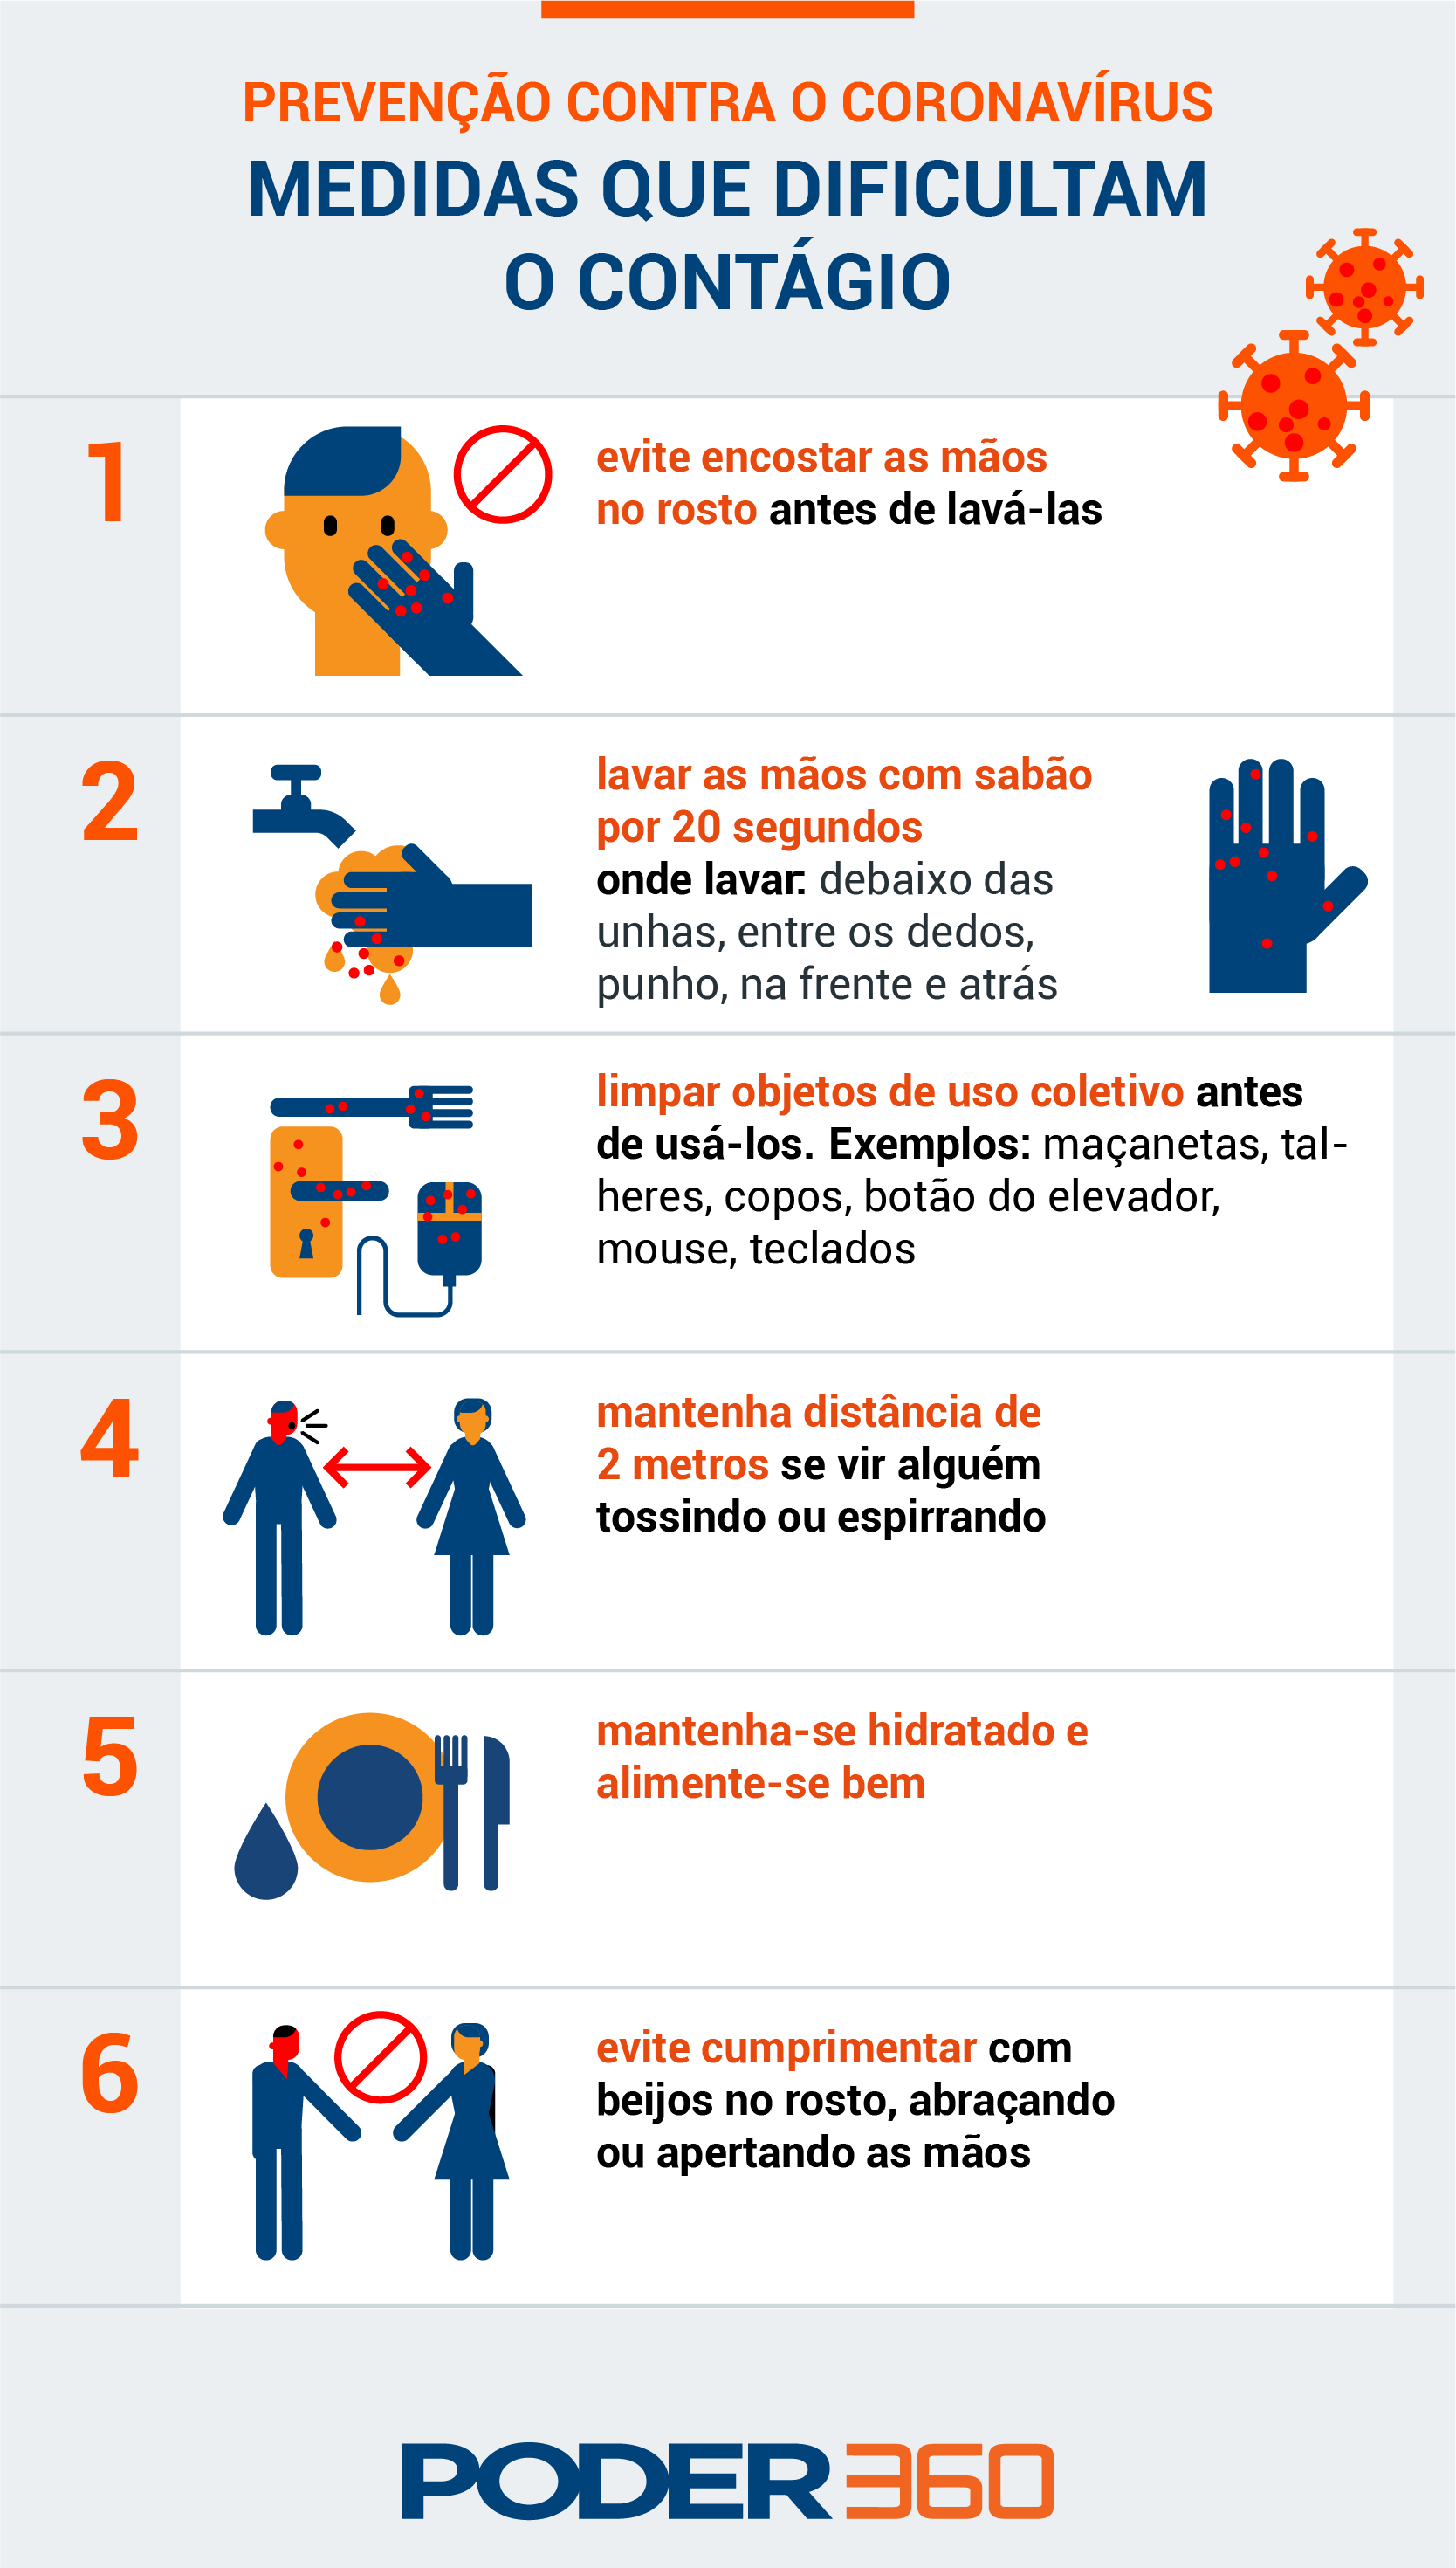 PREVENÇÃO CONTRA O CORONAVÍRUS
MEDIDAS QUE DIFICULTAM
O CONTÁGIO
1
evite encostar as mãos
no rosto antes de lavá-las
2
lavar as mãos com sabão
por 20 segundos
onde lavar: debaixo das
unhas, entre os dedos,
punho, na frente e atrás
3
limpar objetos de uso coletivo antes
de usá-los. Exemplos: maçanetas, tal-
heres, copos, botão do elevador,
mouse, teclados
4
mantenha distância de
2 metros se vir alguém
tossindo ou espirrando
5
mantenha-se hidratado e
alimente-se bem
6
evite cumprimentar com
beijos no rosto, abraçando
ou apertando as mãos
PODER360